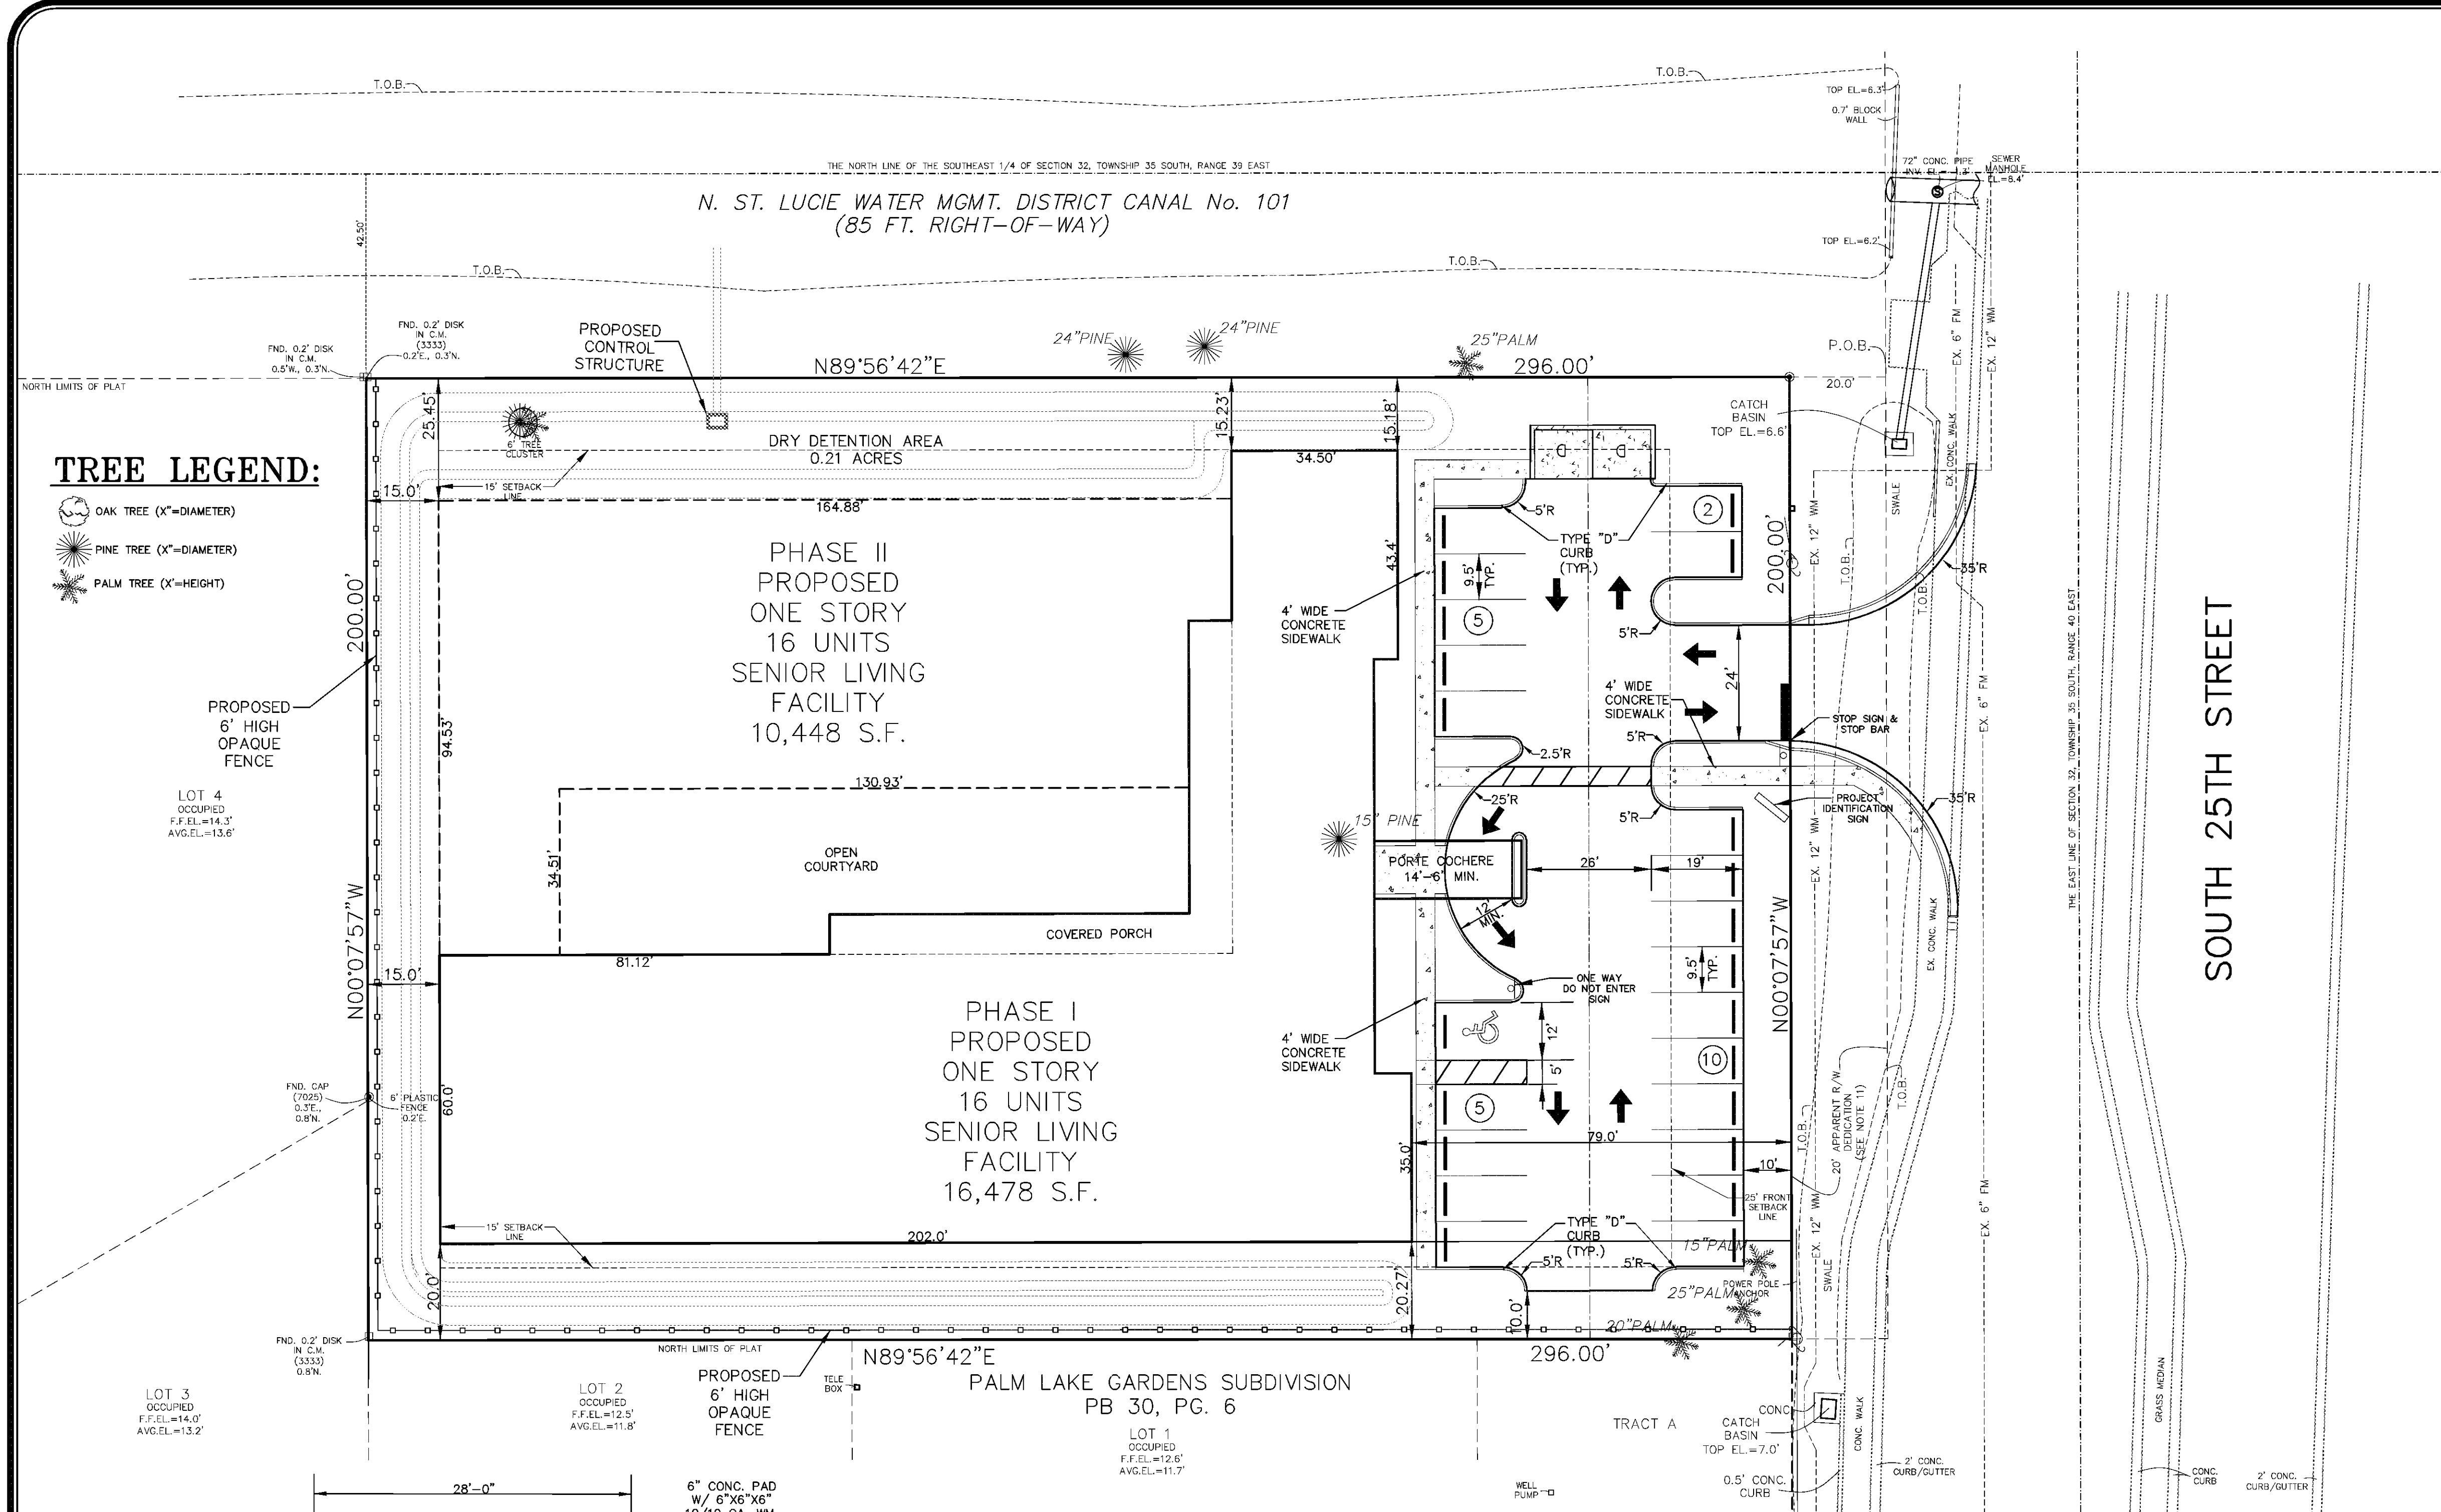 T.O.B.
T.O.B.
TOP EL.=6.3'
0.7' BLOCK
WALL
THE NORTH LINE OF THE SOUTHEAST 1/4 OF SECTION 32, TOWNSHIP 35 SOUTH, RANGE 39 EAST
72" CONC. PIPE
SEWER
MANHOLE
EL.=8.4'
N. ST. LUCIE WATER MGMT. DISTRICT CANAL No. 101
(85 FT. RIGHT-OF-WAY)
42.50'
TOP EL.=6.2'
T.O.B.
T.O.B.
FND. 0.2' DISK
IN C.M.
(3333)
0.2'E., 0.3'N.
FND. 0.2' DISK
IN C.M.
0.5'W., 0.3'N.
NORTH LIMITS OF PLAT
PROPOSED
CONTROL
STRUCTURE
N89°56'42"E
24"PINE
24"PINE
25"PALM
296.00'
P.O.B.
20.0'
EX. 6" FM
EX. 12" WM
CATCH
BASIN
TOP EL.=6.6'
25.45'
6' TREE
CLUSTER
DRY DETENTION AREA
0.21 ACRES
15.23'
15.18'
34.50'
D
D
TREE LEGEND:
OAK TREE (X"=DIAMETER)
PINE TREE (X"=DIAMETER)
PALM TREE (X'=HEIGHT)
15.0'
15' SETBACK
LINE
164.88'
5'R
2
TYPE "D"
CURB
(TYP.)
EX. CONC. WALK
SWALE
EX. 12" WM
T.O.B.
T.O.B.
35'R
200.00'
200.00'
PHASE II
PROPOSED
ONE STORY
16 UNITS
SENIOR LIVING
FACILITY
10,448 S.F.
43.4'
9.5'
TYP.
5
4' WIDE
CONCRETE
SIDEWALK
5'R
24'
4' WIDE
CONCRETE
SIDEWALK
STOP SIGN &
STOP BAR
5'R
2.5'R
PROPOSED
6' HIGH
OPAQUE
FENCE
94.53'
130.93'
LOT 4
OCCUPIED
F.F.EL.=14.3'
AVG.EL.=13.6'
34.51'
OPEN
COURTYARD
15" PINE
25'R
5'R
PROJECT
IDENTIFICATION
SIGN
35'R
PORTE COCHERE
14'-6" MIN.
26'
19'
12'
MIN.
EX. 12" WM
EX. CONC. WALK
EX. 6" FM
THE EAST LINE OF SECTION 32, TOWNSHIP 35 SOUTH, RANGE 40 EAST
SOUTH 25TH STREET
COVERED PORCH
81.12'
N00°07'57"W
15.0'
N00°07'57"W
9.5'
TYP.
ONE WAY
DO NOT ENTER
SIGN
PHASE I
PROPOSED
ONE STORY
16 UNITS
SENIOR LIVING
FACILITY
16,478 S.F.
4' WIDE
CONCRETE
SIDEWALK
12'
5'
5
10
FND. CAP
(7025)
0.3'E.,
0.8'N.
6' PLASTIC
FENCE
0.2'E.
60.0'
79.0'
35.0'
10'
20' APPARENT R/W
DEDICATION
(SEE NOTE 11)
T.O.B.
T.O.B.
25' FRONT
SETBACK
LINE
15' SETBACK
LINE
202.0'
TYPE "D"
CURB
(TYP.)
5'R
5'R
15"PALM
EX. 12" WM
SWALE
EX. 6" FM
20.0'
20.27'
10.0'
POWER POLE
ANCHOR
25"PALM
20"PALM
FND. 0.2' DISK
IN C.M.
(3333)
0.8'N.
NORTH LIMITS OF PLAT
N89°56'42"E
296.00'
PROPOSED
6' HIGH
OPAQUE
FENCE
TELE
BOX
PALM LAKE GARDENS SUBDIVISION
PB 30, PG. 6
LOT 3
OCCUPIED
F.F.EL.=14.0'
AVG.EL.=13.2'
LOT 2
OCCUPIED
F.F.EL.=12.5'
AVG.EL.=11.8'
LOT 1
OCCUPIED
F.F.EL.=12.6'
AVG.EL.=11.7'
TRACT A
CONC
CATCH
BASIN
TOP EL.=7.0'
CONC. WALK
GRASS MEDIAN
0.5' CONC.
CURB
2' CONC.
CURB/GUTTER
CONC.
CURB
2' CONC.
CURB/GUTTER
WELL
PUMP
28'-0"
6" CONC. PAD
W/ 6"X6"X6"